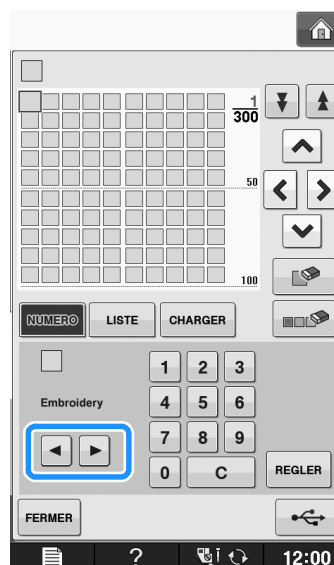 1
300
50
100
NUMERO LISTE CHARGER
Embroidery
1 2 3
4 5 6
7 8 9
0 C
REGLER
FERMER
? 12:00